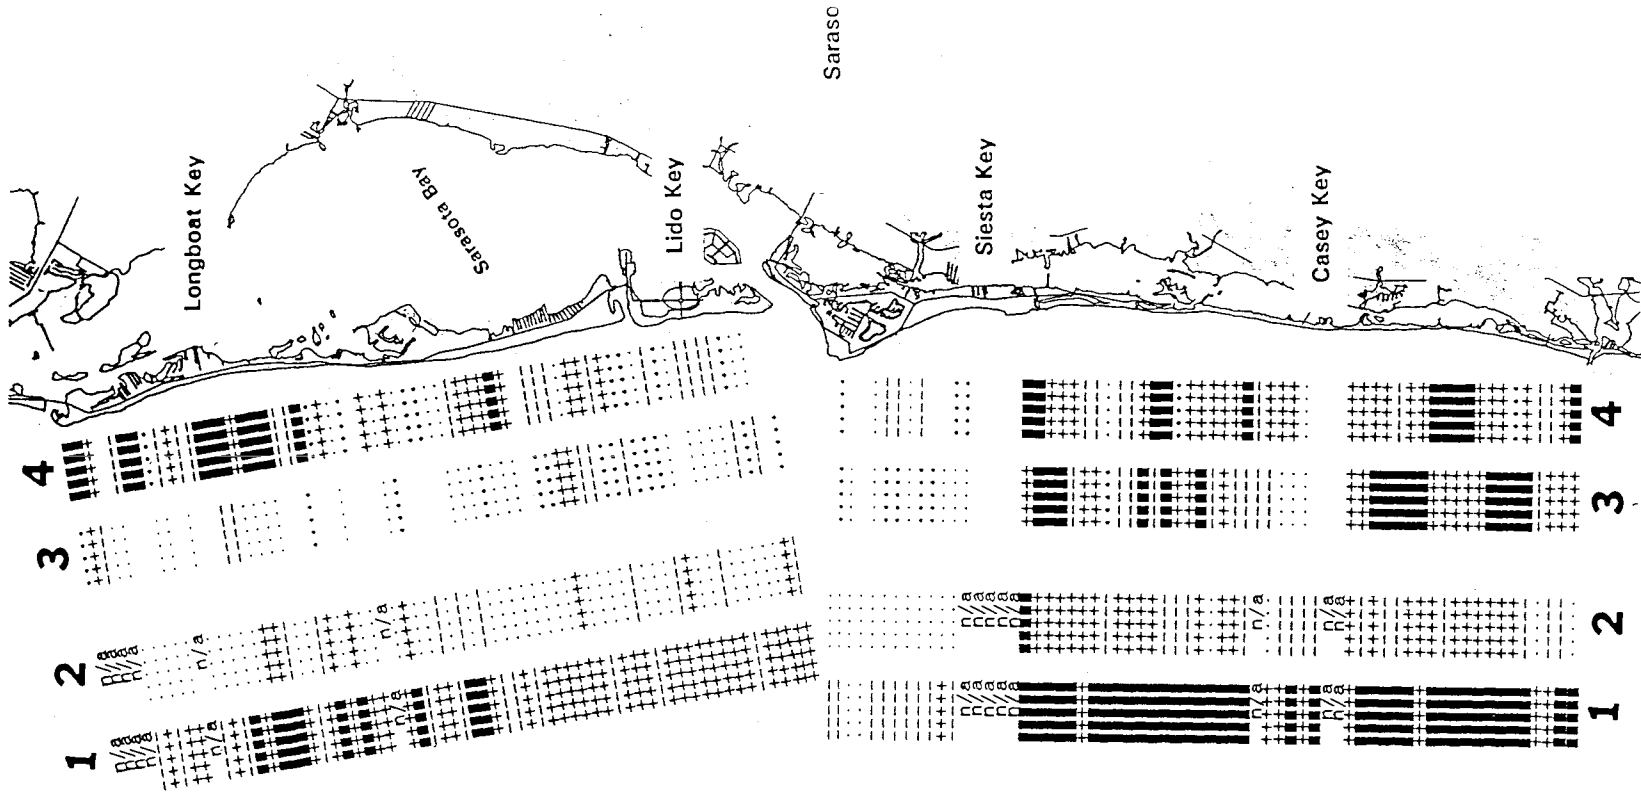 Saraso
Longboat Key
Sarasota Bay
Lido Key
Siesta Key
Casey Key
4
3
2
1
n/a
n/a
n/a
n/a
n/a
n/a
n/a
n/a
n/a
n/a
n/a
n/a
4
3
2
1
n/a
n/a
n/a
n/a
n/a
n/a
n/a
n/a
n/a
n/a
n/a
n/a
n/a
n/a